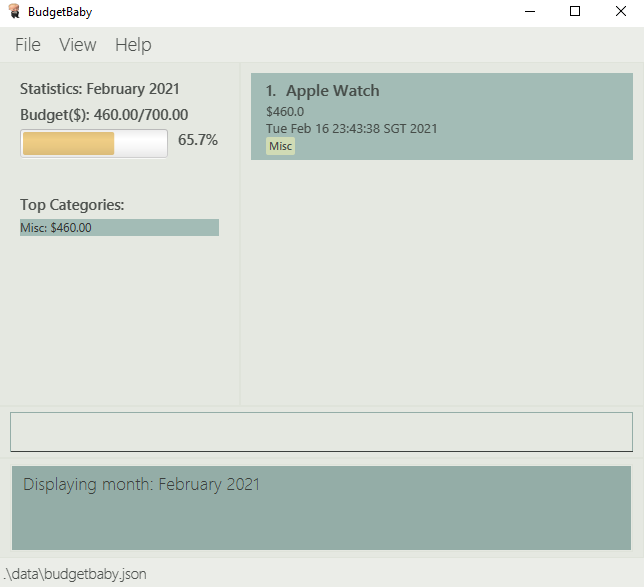 BudgetBaby
File View Help
Statistics: February 2021
Budget($): 460.00/700.00
65.7%
Top Categories:
Misc: $460.00
1. Apple Watch
$460.0
Tue Feb 16 23:43:38 SGT 2021
Misc
Displaying month: February 2021
.\data\budgetbaby.json